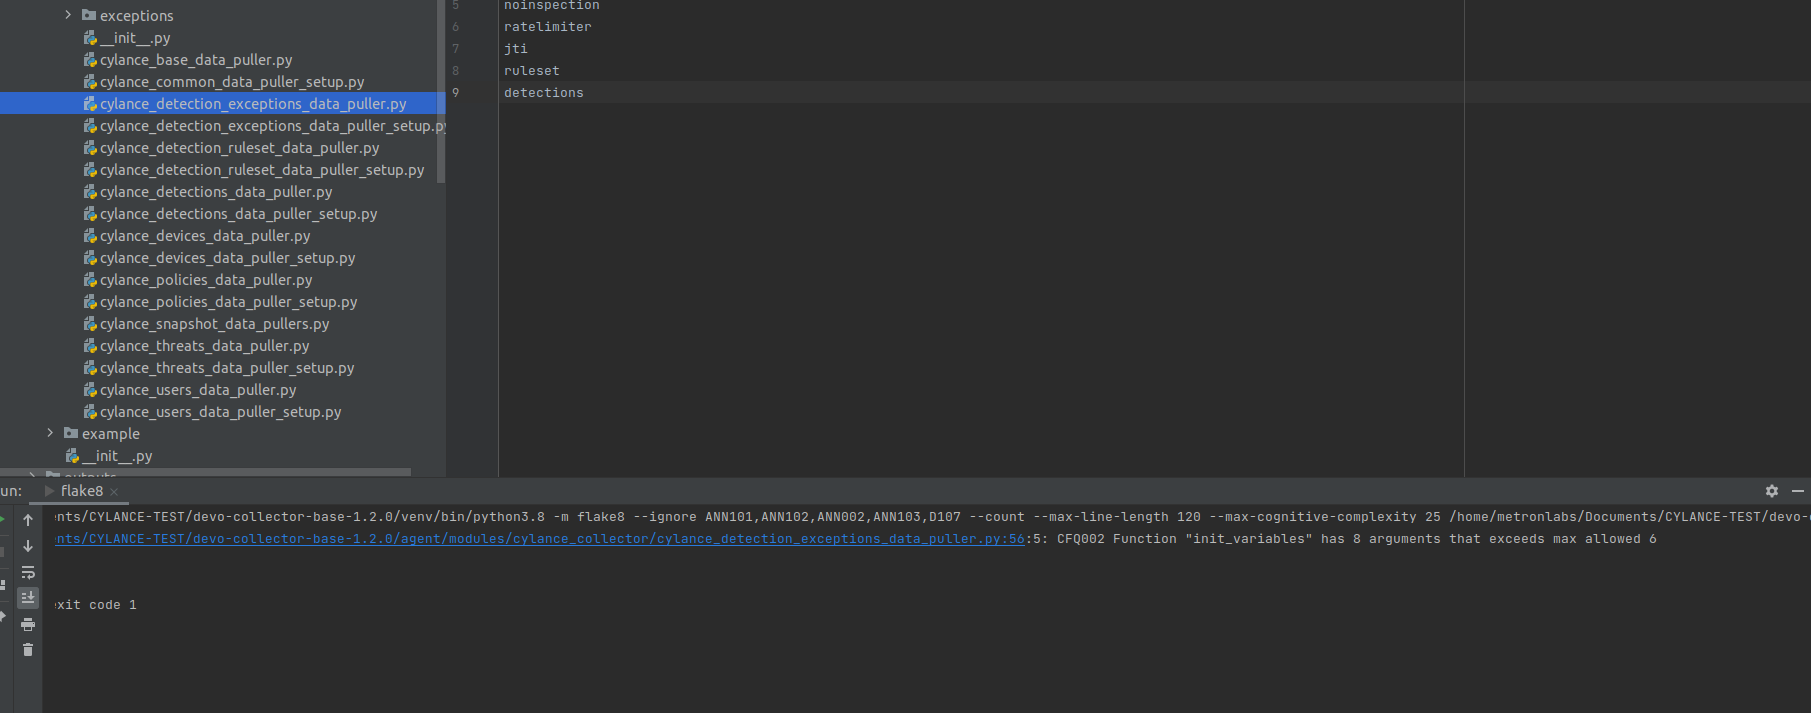 exceptions
__init__.py
cylance_base_data_puller.py
cylance_common_data_puller_setup.py
cylance_detection_exceptions_data_puller.py
cylance_detection_exceptions_data_puller_setup.py
cylance_detection_ruleset_data_puller.py
cylance_detection_ruleset_data_puller_setup.py
cylance_detections_data_puller.py
cylance_detections_data_puller_setup.py
cylance_devices_data_puller.py
cylance_devices_data_puller_setup.py
cylance_policies_data_puller.py
cylance_policies_data_puller_setup.py
cylance_snapshot_data_pullers.py
cylance_threats_data_puller.py
cylance_threats_data_puller_setup.py
cylance_users_data_puller.py
cylance_users_data_puller_setup.py
example
__init__.py
5 noinspection
6 ratelimiter
7 jti
8 ruleset
9 detections
un: flake8
ents/CYLANCE-TEST/devo-collector-base-1.2.0/venv/bin/python3.8 -m flake8 --ignore ANN101,ANN102,ANN002,ANN103,D107 --count --max-line-length 120 --max-cognitive-complexity 25 /home/metronlabs/Documents/CYLANCE-TEST/devo-
ents/CYLANCE-TEST/devo-collector-base-1.2.0/agent/modules/cylance_collector/cylance_detection_exceptions_data_puller.py:56:5: CFQ002 Function "init_variables" has 8 arguments that exceeds max allowed 6
exit code 1